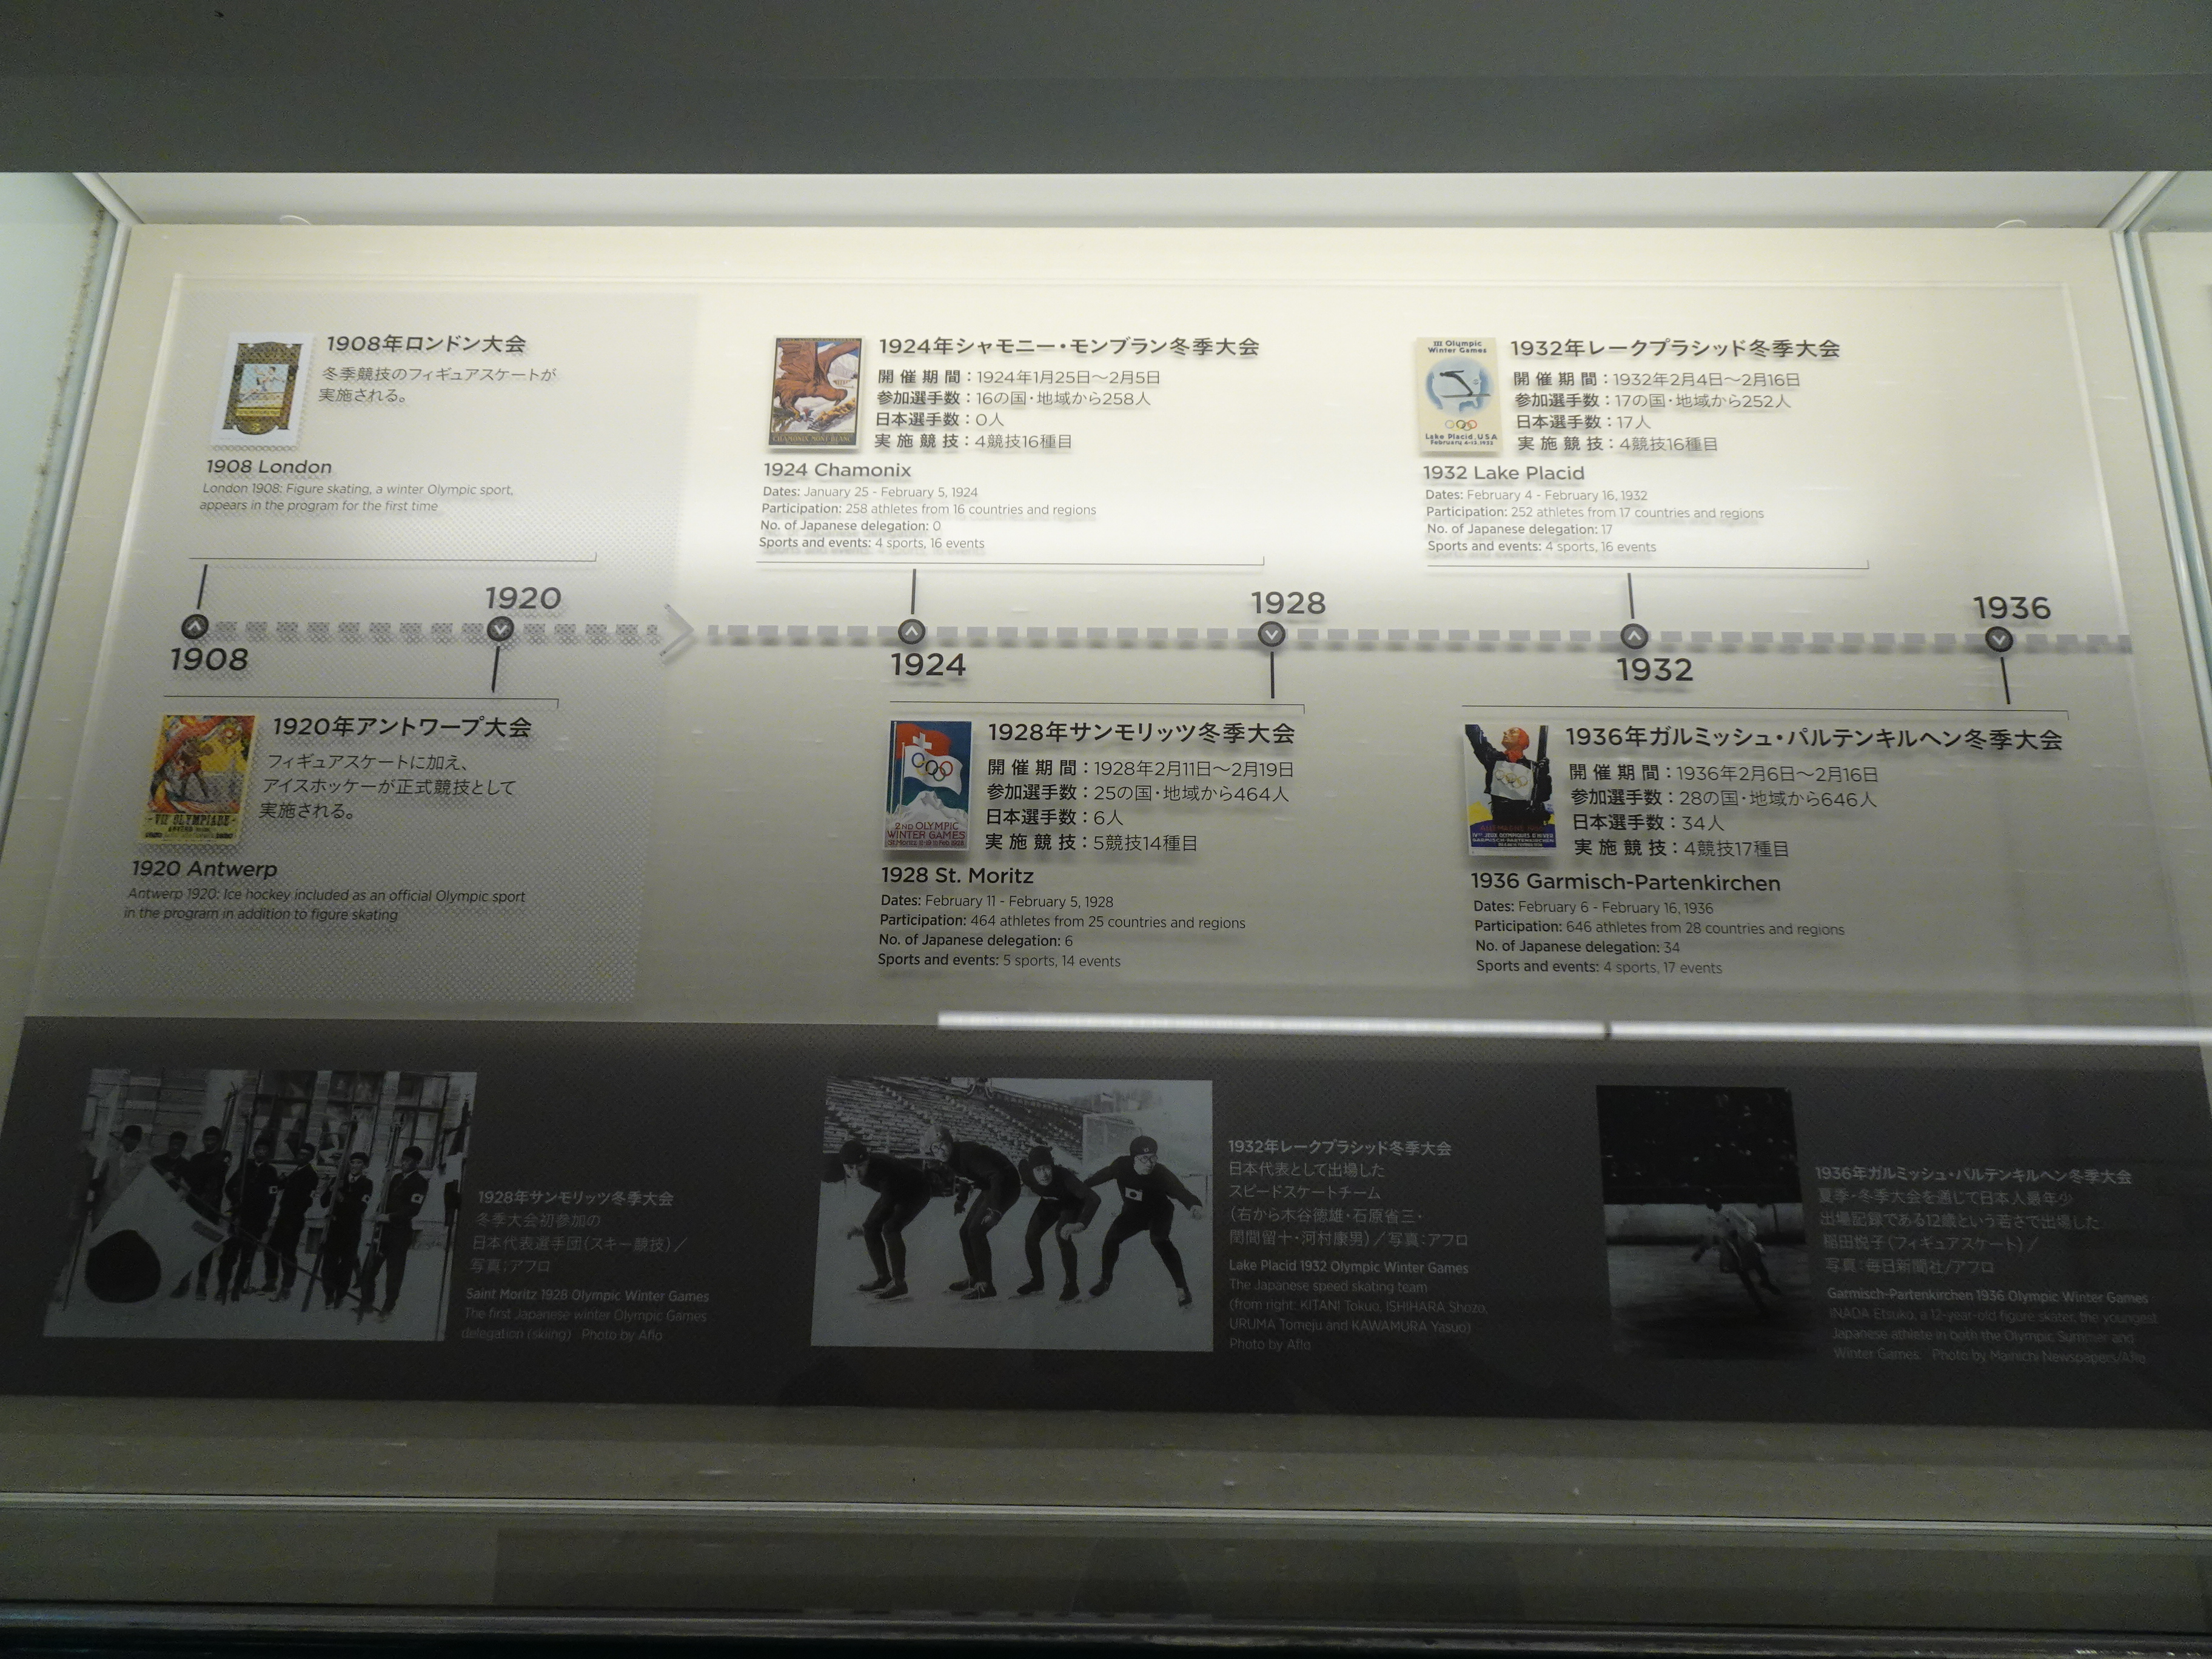 1908年ロンドン大会
冬季競技のフィギュアスケートが
実施される。
1908 London
London 1908: Figure skating, a winter Olympic sport,
appears in the program for the first time
1924年シャモニー・モンブラン冬季大会
開催期間：1924年1月25日〜2月5日
参加選手数：16の国・地域から258人
日本選手数：0人
実施競技：4競技16種目
CHAMONIX MONT-BLANC
1924 Chamonix
Dates: January 25 - February 5, 1924
Participation: 258 athletes from 16 countries and regions
No. of Japanese delegation: 0
Sports and events: 4 sports, 16 events
III Olympic
Winter Games
Lake Placid, USA
February 4-13, 1932
1932年レークプラシッド冬季大会
開催期間：1932年2月4日〜2月16日
参加選手数：17の国・地域から252人
日本選手数：17人
実施競技：4競技16種目
1932 Lake Placid
Dates: February 4 - February 16, 1932
Participation: 252 athletes from 17 countries and regions
No. of Japanese delegation: 17
Sports and events: 4 sports, 16 events
1908
1920
1924
1928
1932
1936
1920年アントワープ大会
フィギュアスケートに加え、
アイスホッケーが正式競技として
実施される。
VIIe OLYMPIADE
1920 Antwerp
Antwerp 1920: Ice hockey included as an official Olympic sport
in the program in addition to figure skating
2ND OLYMPIC
WINTER GAMES
1928年サンモリッツ冬季大会
開催期間：1928年2月11日〜2月19日
参加選手数：25の国・地域から464人
日本選手数：6人
実施競技：5競技14種目
1928 St. Moritz
Dates: February 11 - February 5, 1928
Participation: 464 athletes from 25 countries and regions
No. of Japanese delegation: 6
Sports and events: 5 sports, 14 events
1936年ガルミッシュ・パルテンキルヘン冬季大会
開催期間：1936年2月6日〜2月16日
参加選手数：28の国・地域から646人
日本選手数：34人
実施競技：4競技17種目
1936 Garmisch-Partenkirchen
Dates: February 6 - February 16, 1936
Participation: 646 athletes from 28 countries and regions
No. of Japanese delegation: 34
Sports and events: 4 sports, 17 events
1928年サンモリッツ冬季大会
冬季大会初参加の
日本代表選手団（スキー競技）／
写真：アフロ
Saint Moritz 1928 Olympic Winter Games
The first Japanese winter Olympic Games
delegation (skiing) Photo by Aflo
1932年レークプラシッド冬季大会
日本代表として出場した
スピードスケートチーム
（右から木谷徳雄・石原省三・
閏間留十・河村康男）／写真：アフロ
Lake Placid 1932 Olympic Winter Games
The Japanese speed skating team
(from right: KITANI Tokuo, ISHIHARA Shozo,
URUMA Tomeju and KAWAMURA Yasuo)
Photo by Aflo
1936年ガルミッシュ・パルテンキルヘン冬季大会
夏季・冬季大会を通じて日本人最年少
出場記録である12歳という若さで出場した
稲田悦子（フィギュアスケート）／
写真：毎日新聞社/アフロ
Garmisch-Partenkirchen 1936 Olympic Winter Games
INADA Etsuko, a 12-year-old figure skater, the youngest
Japanese athlete in both the Olympic Summer and
Winter Games. Photo by Mainichi Newspapers/Aflo